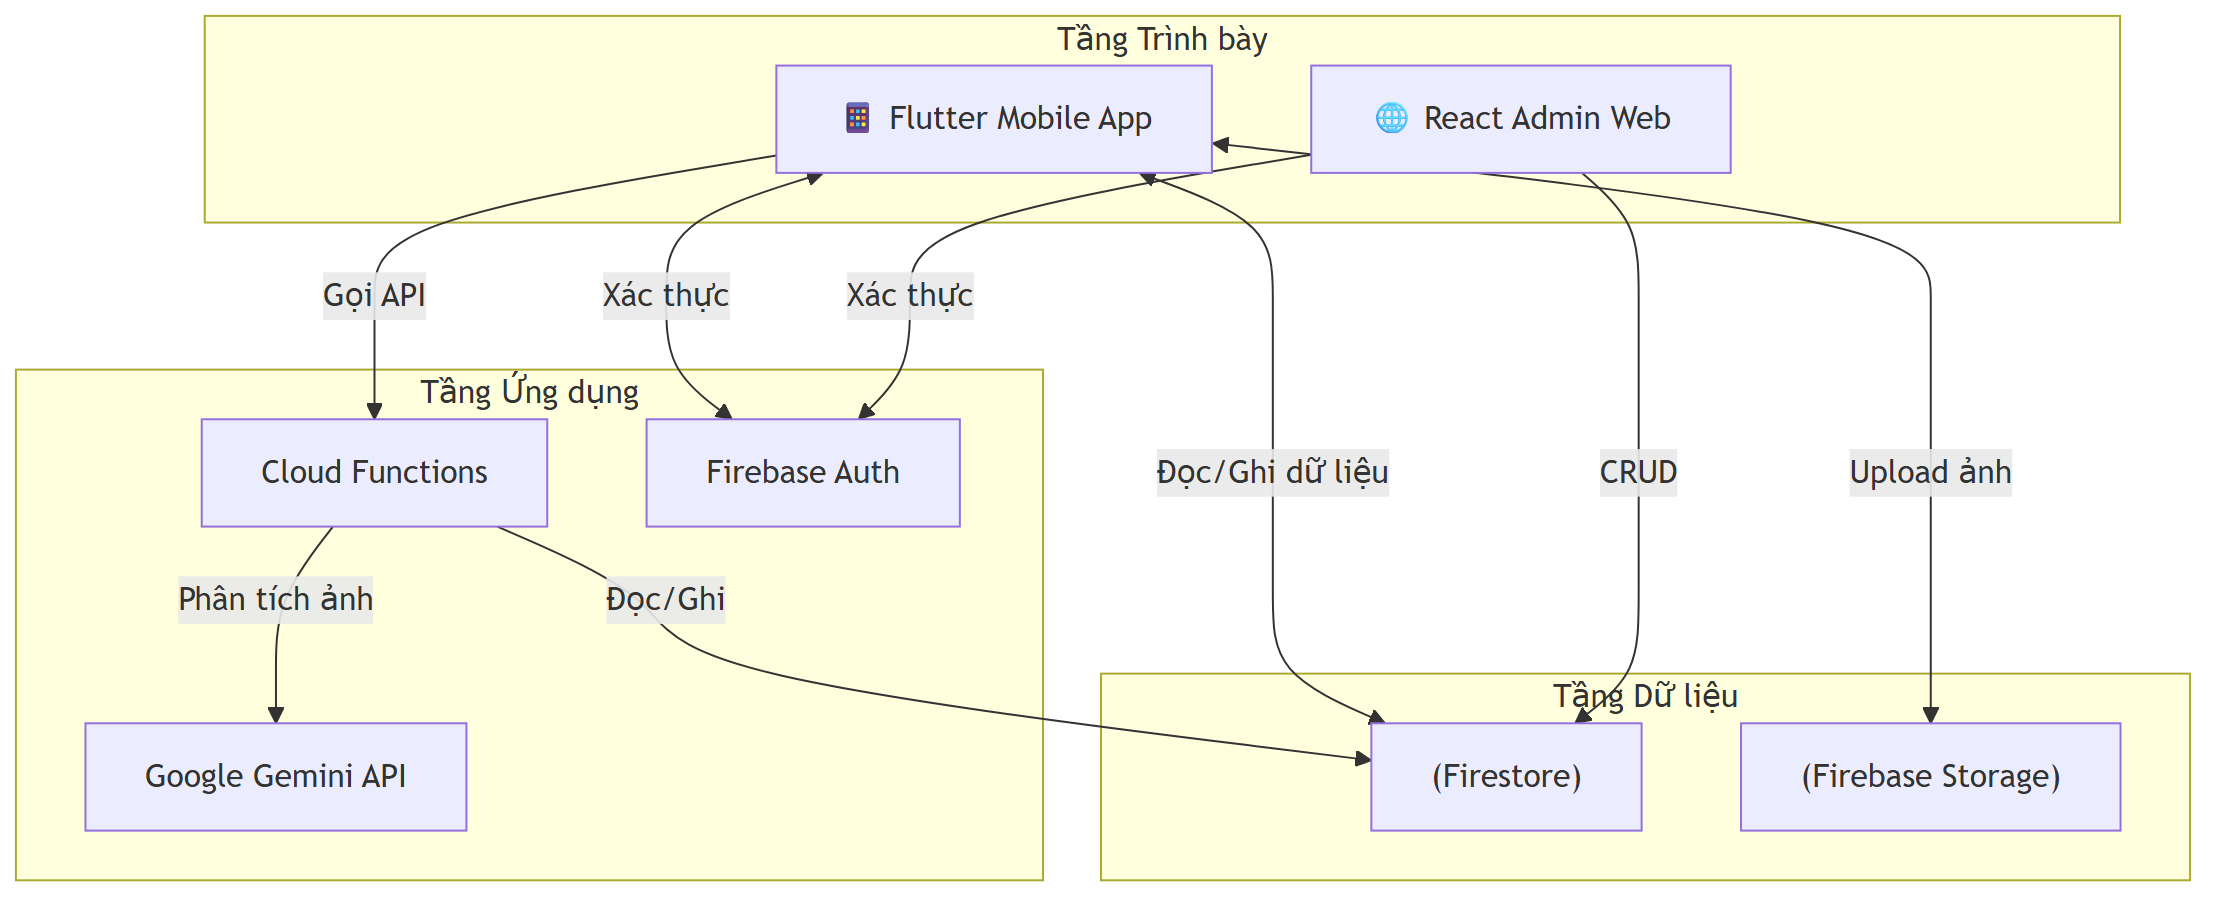 Tầng Trình bày
Flutter Mobile App
React Admin Web
Gọi API
Xác thực
Xác thực
Tầng Ứng dụng
Cloud Functions
Firebase Auth
Đọc/Ghi dữ liệu
CRUD
Upload ảnh
Phân tích ảnh
Đọc/Ghi
Tầng Dữ liệu
Google Gemini API
(Firestore)
(Firebase Storage)